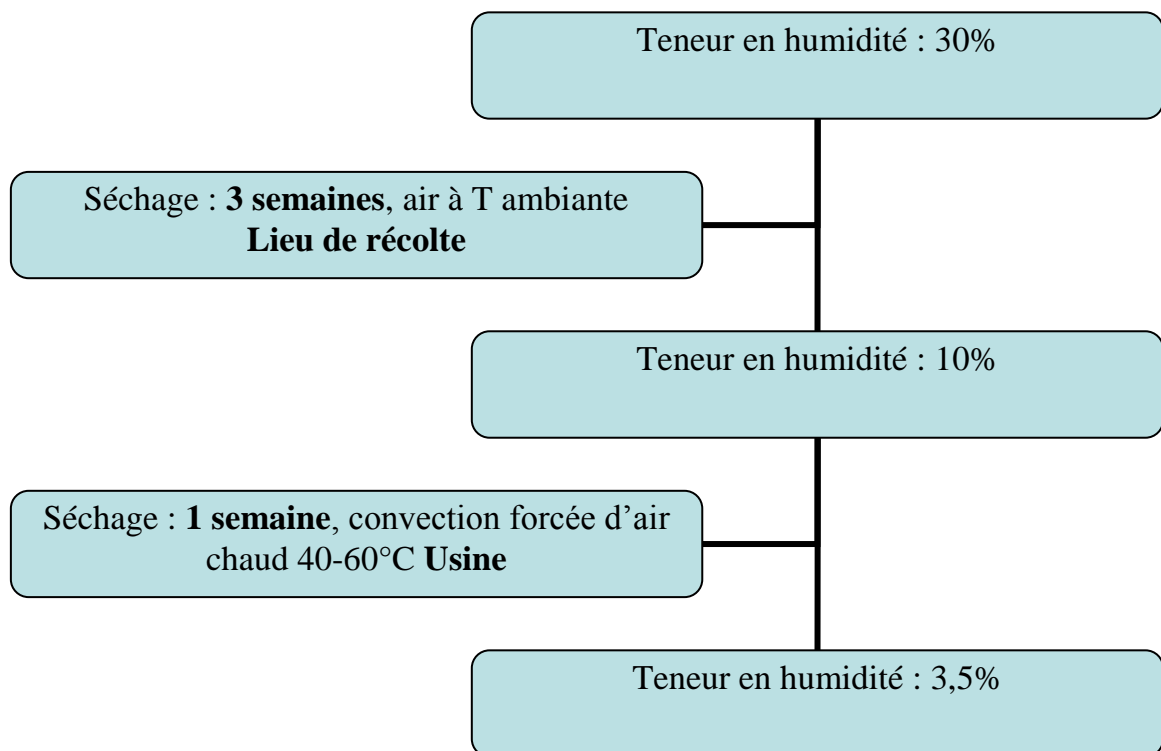 Teneur en humidité : 30%
Séchage : 3 semaines, air à T ambiante
Lieu de récolte
Teneur en humidité : 10%
Séchage : 1 semaine, convection forcée d’air
chaud 40-60°C Usine
Teneur en humidité : 3,5%